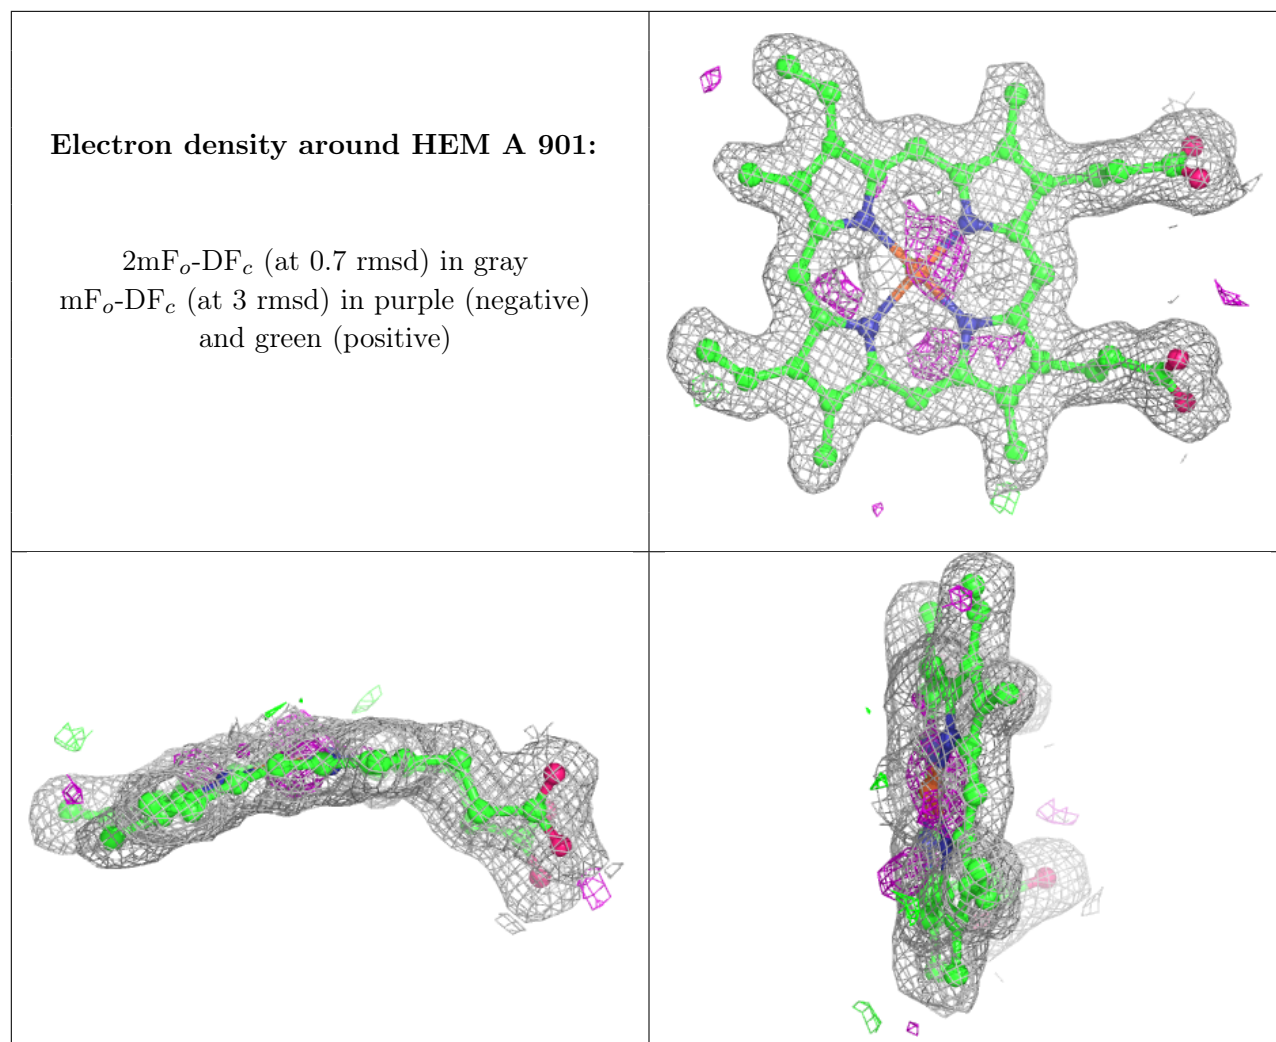 Electron density around HEM A 901:
2mFo-DFc (at 0.7 rmsd) in gray
mFo-DFc (at 3 rmsd) in purple (negative)
and green (positive)